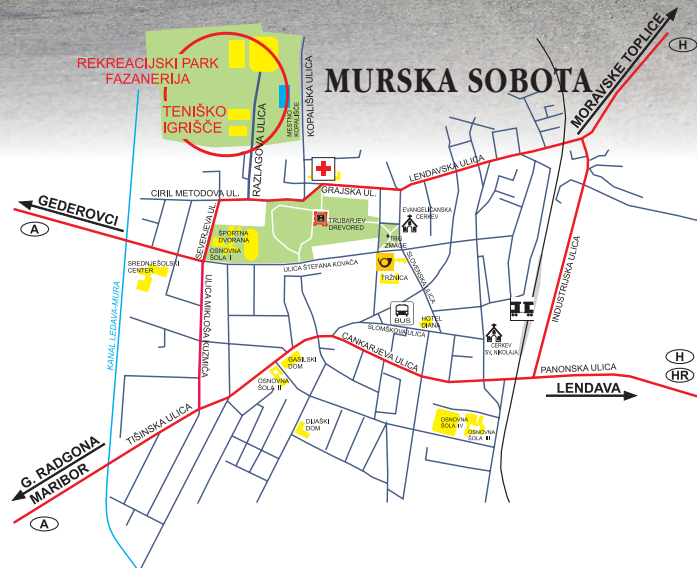 MURSKA SOBOTA
REKREACIJSKI PARK
FAZANERIJA
TENIŠKO
IGRIŠČE
RAZLAGOVA ULICA
MESTNO
KOPALIŠČE
KOPALIŠKA ULICA
MORAVSKE TOPLICE
H
LENDAVSKA ULICA
CIRIL METODOVA UL.
GRAJSKA UL.
GEDEROVCI
A
SEVERJEVA UL.
ŠPORTNA
DVORANA
OSNOVNA
ŠOLA I
TRUBARJEV
DREVORED
EVANGELIČANSKA
CERKEV
TRG
ZMAGE
SREDNJEŠOLSKI
CENTER
ULICA ŠTEFANA KOVAČA
TRŽNICA
SLOVENSKA ULICA
INDUSTRIJSKA ULICA
KANAL LEDAVA-MURA
ULICA MIKLOŠA KUZMIČA
BUS
HOTEL
DIANA
SLOMŠKOVA ULICA
CERKEV
SV. NIKOLAJA
CANKARJEVA ULICA
GASILSKI
DOM
OSNOVNA
ŠOLA II
PANONSKA ULICA
H
HR
LENDAVA
TIŠINSKA ULICA
DIJAŠKI
DOM
OSNOVNA
ŠOLA IV
OSNOVNA
ŠOLA III
G. RADGONA
MARIBOR
A